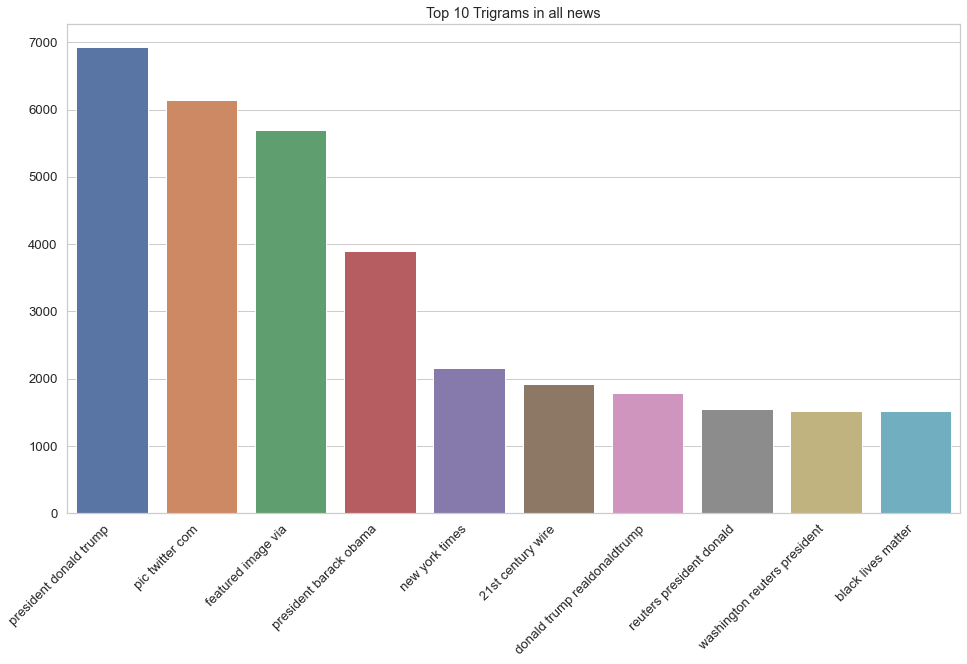 Top 10 Trigrams in all news
7000
6000
5000
4000
3000
2000
1000
0
president donald trump
pic twitter com
featured image via
president barack obama
new york times
21st century wire
donald trump realdonaldtrump
reuters president donald
washington reuters president
black lives matter